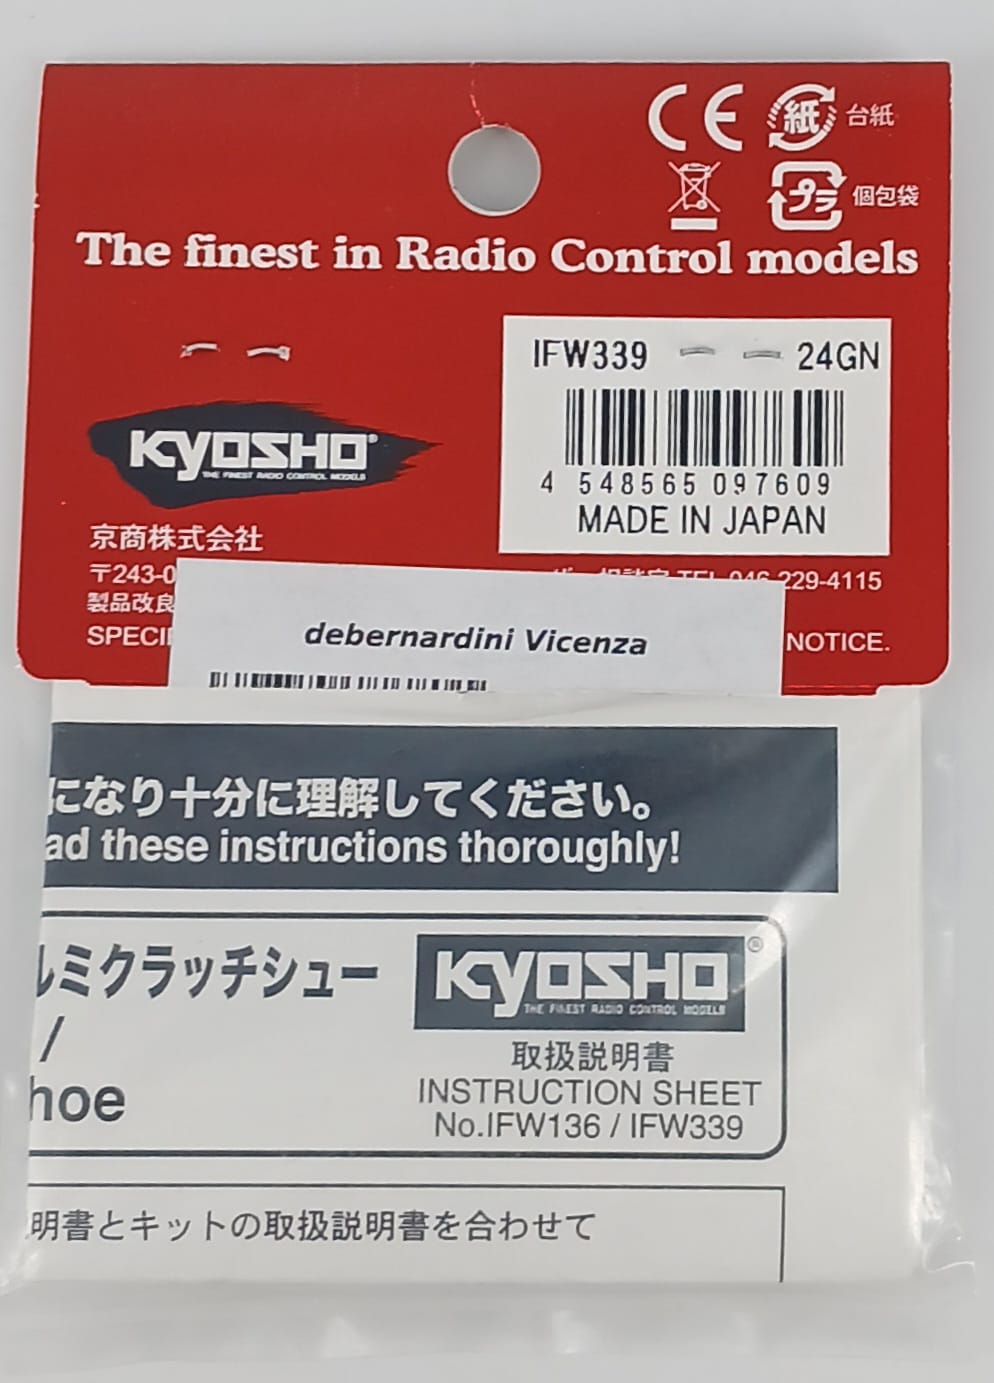 紙 台紙
プラ 個包袋
The finest in Radio Control models
IFW339 24GN
4 548565 097609
MADE IN JAPAN
KYOSHO®
THE FINEST RADIO CONTROL MODELS
京商株式会社
〒243-0
TEL 046-229-4115
製品改良
SPECI
NOTICE.
debernardini Vicenza
になり十分に理解してください。
ad these instructions thoroughly!
ルミクラッチシュー
/
hoe
KYOSHO®
THE FINEST RADIO CONTROL MODELS
取扱説明書
INSTRUCTION SHEET
No.IFW136 / IFW339
明書とキットの取扱説明書を合わせて